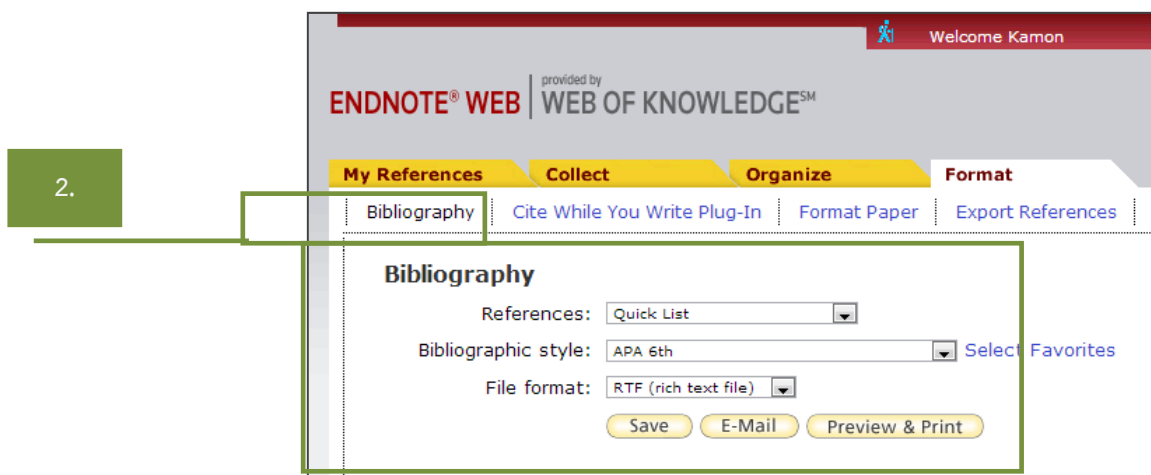 Welcome Kamon
provided by
ENDNOTE® WEB WEB OF KNOWLEDGE℠
2.
My References Collect Organize Format
Bibliography Cite While You Write Plug-In Format Paper Export References
Bibliography
References: Quick List
Bibliographic style: APA 6th Select Favorites
File format: RTF (rich text file)
Save E-Mail Preview & Print